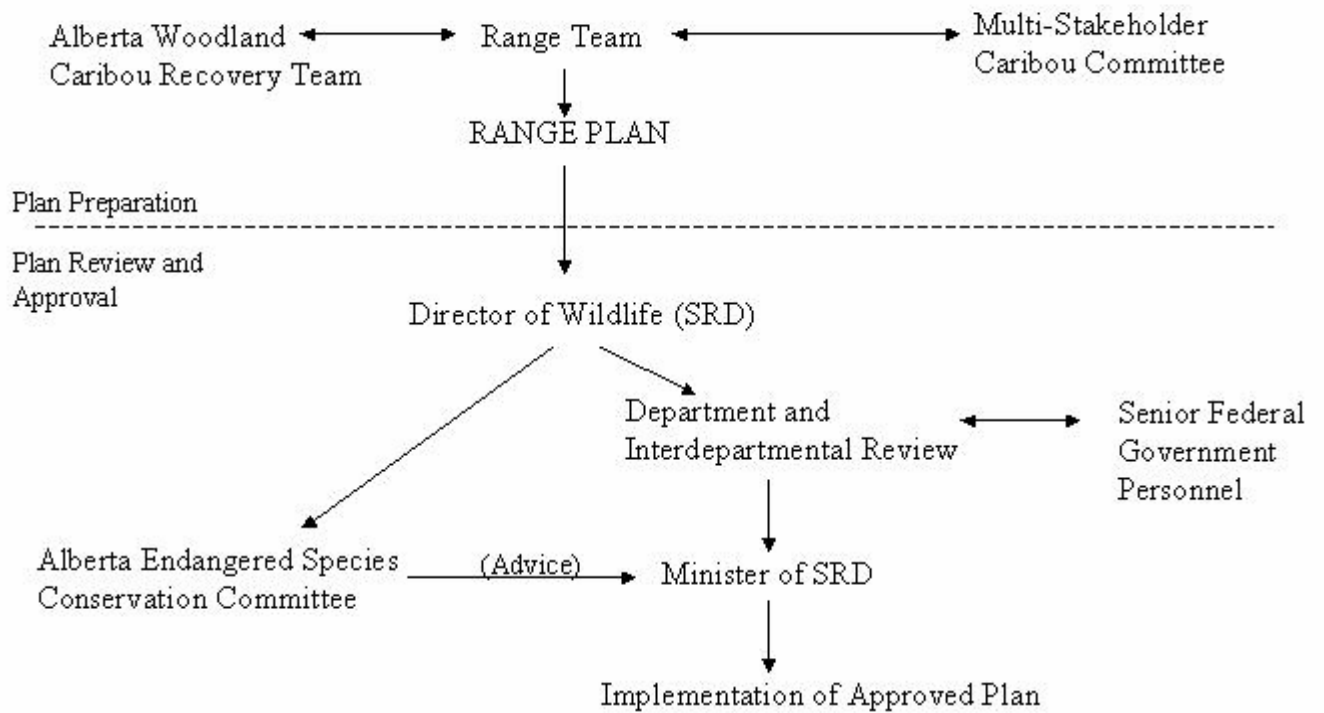 Alberta Woodland
Caribou Recovery Team
Range Team
Multi-Stakeholder
Caribou Committee
RANGE PLAN
Plan Preparation
Plan Review and
Approval
Director of Wildlife (SRD)
Department and
Interdepartmental Review
Senior Federal
Government
Personnel
Alberta Endangered Species
Conservation Committee
(Advice)
Minister of SRD
Implementation of Approved Plan